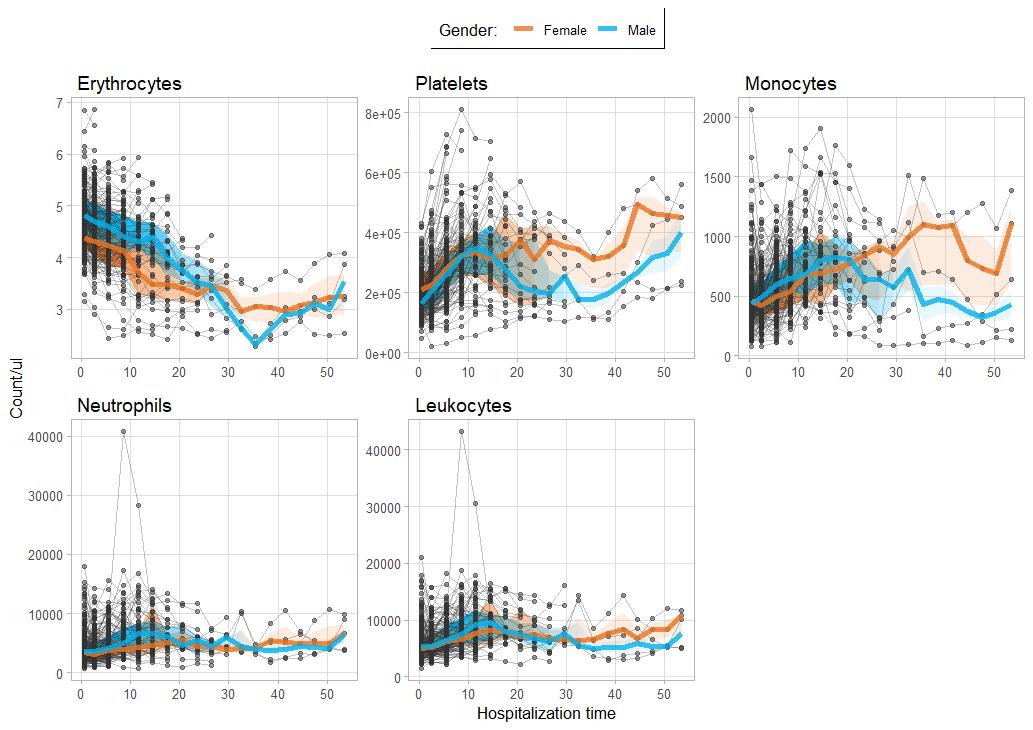 Gender: Female Male
Erythrocytes Platelets Monocytes
7
6
5
4
3
0 10 20 30 40 50
8e+05
6e+05
4e+05
2e+05
0e+00
0 10 20 30 40 50
2000
1500
1000
500
0
0 10 20 30 40 50
Count/ul
Neutrophils Leukocytes
40000
30000
20000
10000
0
0 10 20 30 40 50
40000
30000
20000
10000
0
0 10 20 30 40 50
Hospitalization time